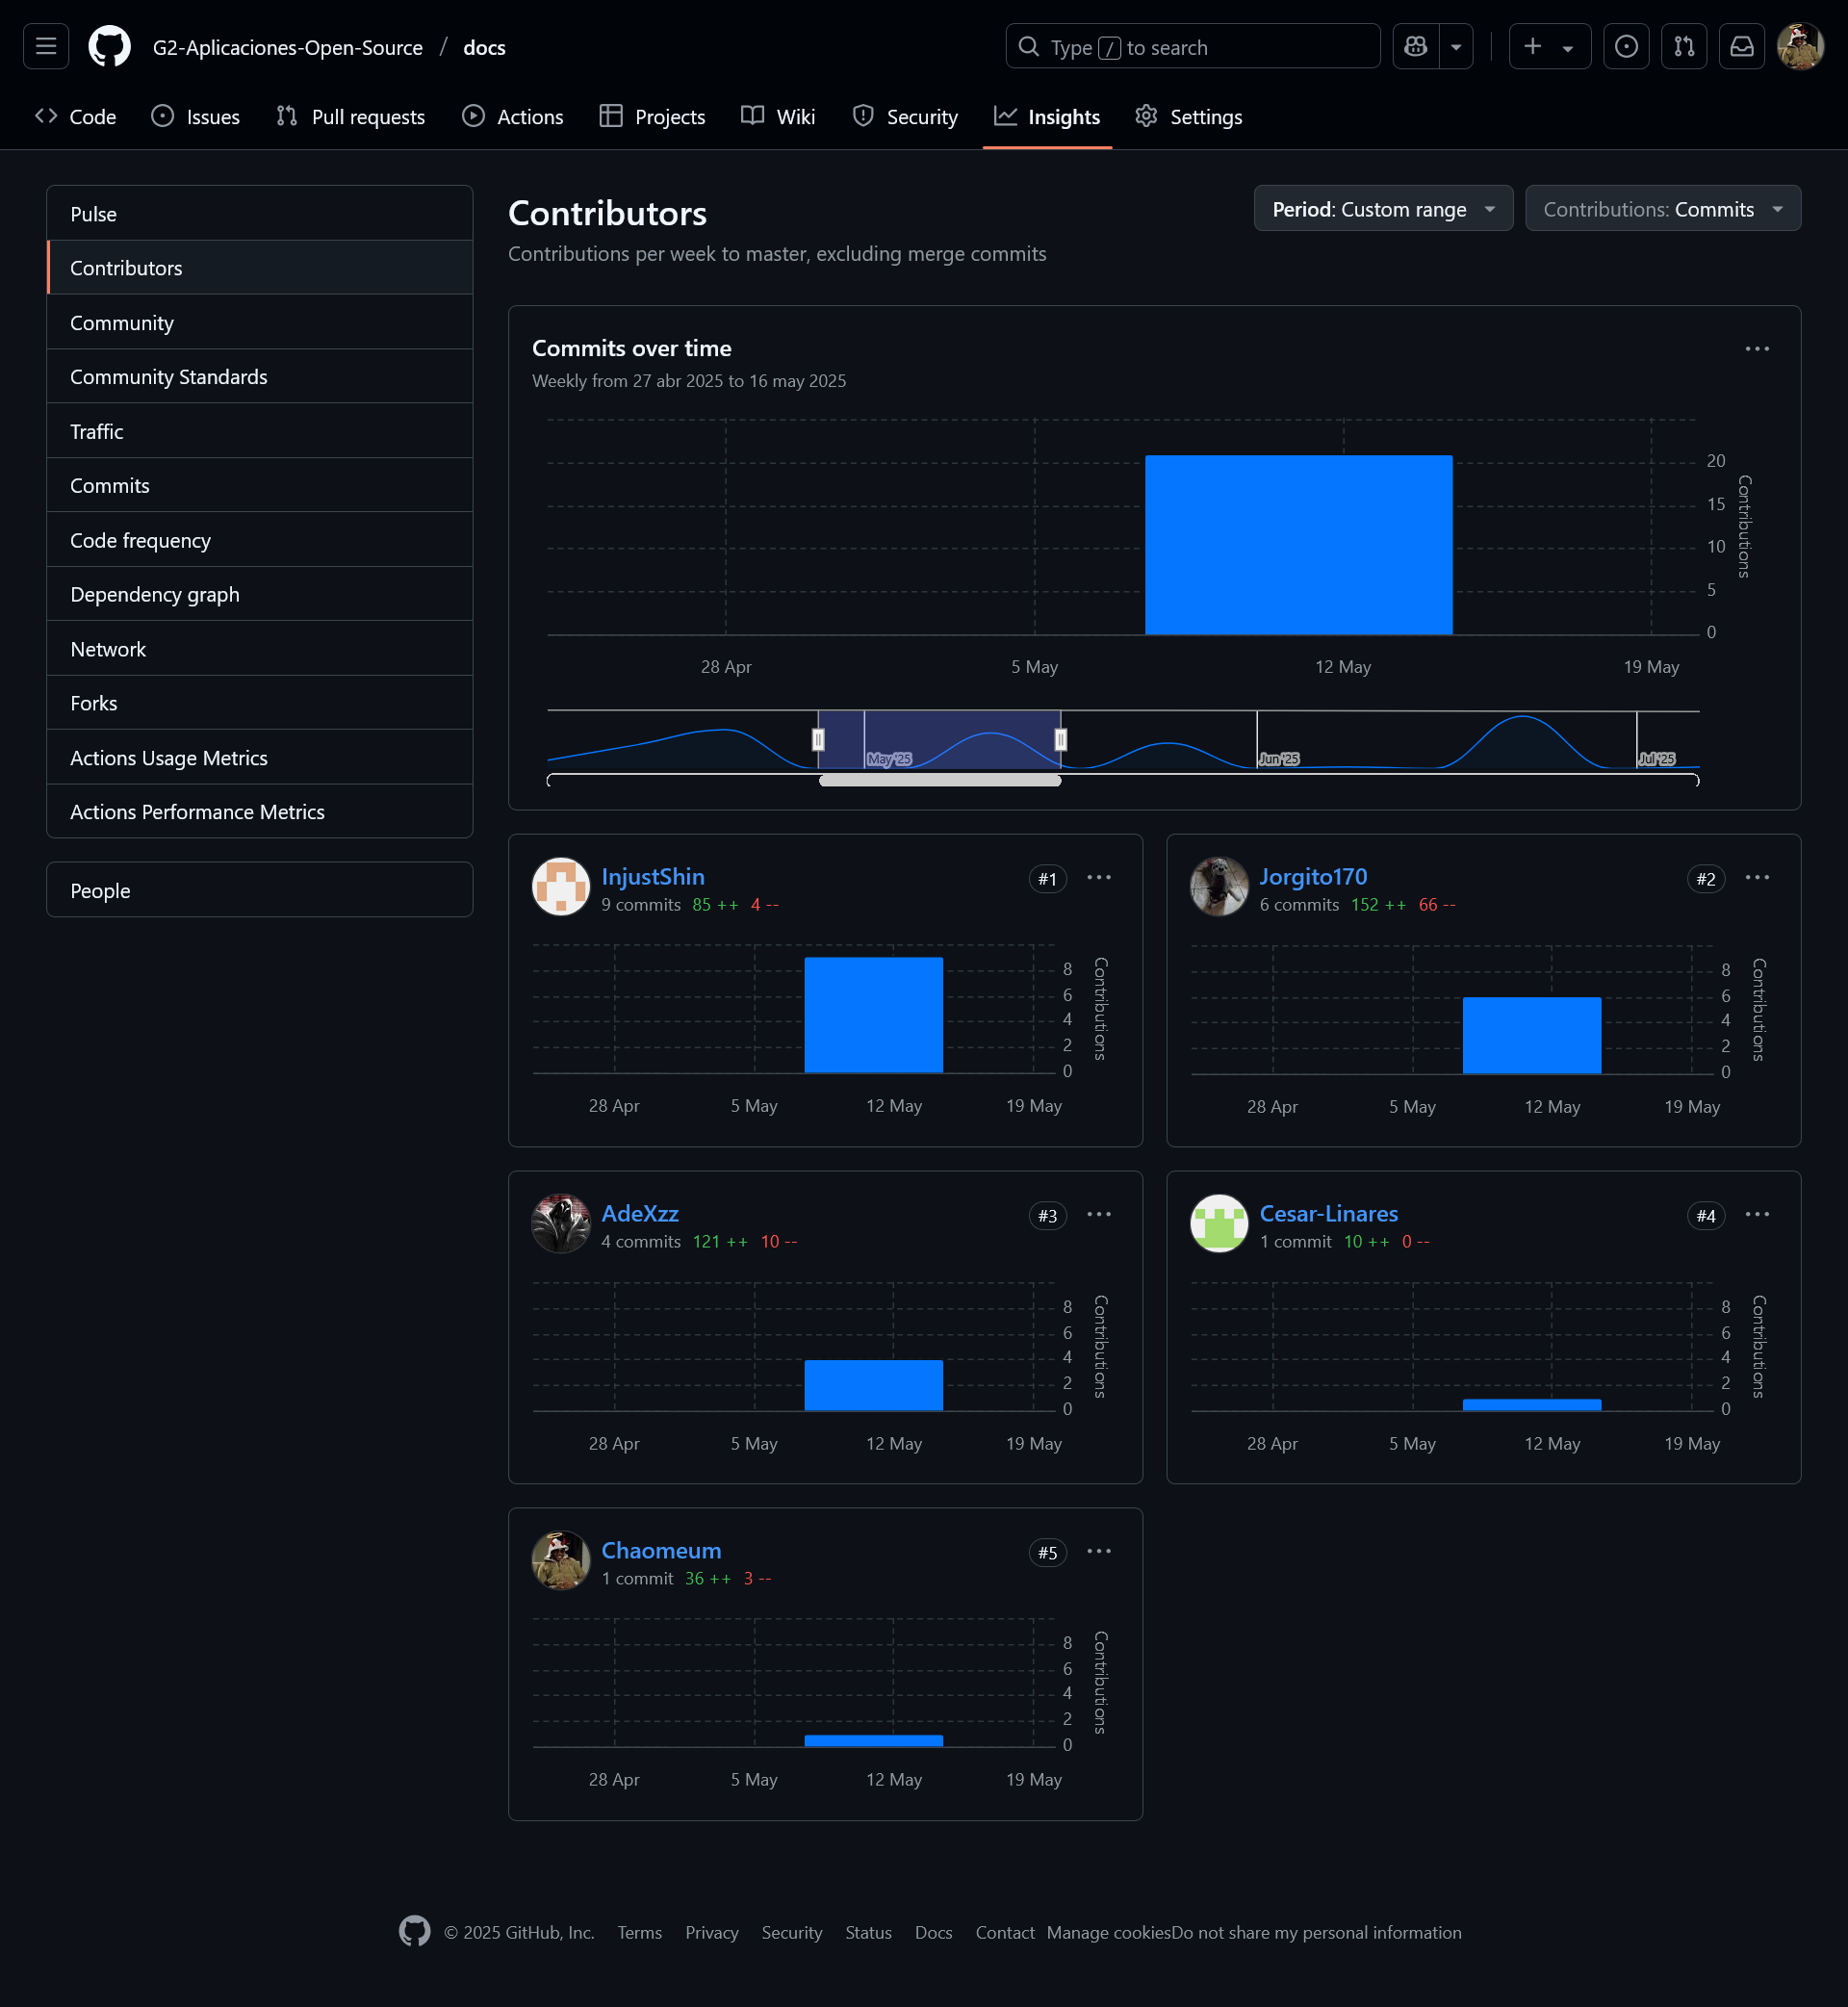 G2-Aplicaciones-Open-Source / docs
Type / to search
Code Issues Pull requests Actions Projects Wiki Security Insights Settings
Pulse
Contributors
Community
Community Standards
Traffic
Commits
Code frequency
Dependency graph
Network
Forks
Actions Usage Metrics
Actions Performance Metrics
People
Contributors
Contributions per week to master, excluding merge commits
Period: Custom range
Contributions: Commits
Commits over time
Weekly from 27 abr 2025 to 16 may 2025
20
15
10
5
0
Contributions
28 Apr 5 May 12 May 19 May
May '25 Jun '25 Jul '25
InjustShin #1
9 commits 85 ++ 4 --
8
6
4
2
0
Contributions
28 Apr 5 May 12 May 19 May
Jorgito170 #2
6 commits 152 ++ 66 --
8
6
4
2
0
Contributions
28 Apr 5 May 12 May 19 May
AdeXzz #3
4 commits 121 ++ 10 --
8
6
4
2
0
Contributions
28 Apr 5 May 12 May 19 May
Cesar-Linares #4
1 commit 10 ++ 0 --
8
6
4
2
0
Contributions
28 Apr 5 May 12 May 19 May
Chaomeum #5
1 commit 36 ++ 3 --
8
6
4
2
0
Contributions
28 Apr 5 May 12 May 19 May
© 2025 GitHub, Inc. Terms Privacy Security Status Docs Contact Manage cookiesDo not share my personal information